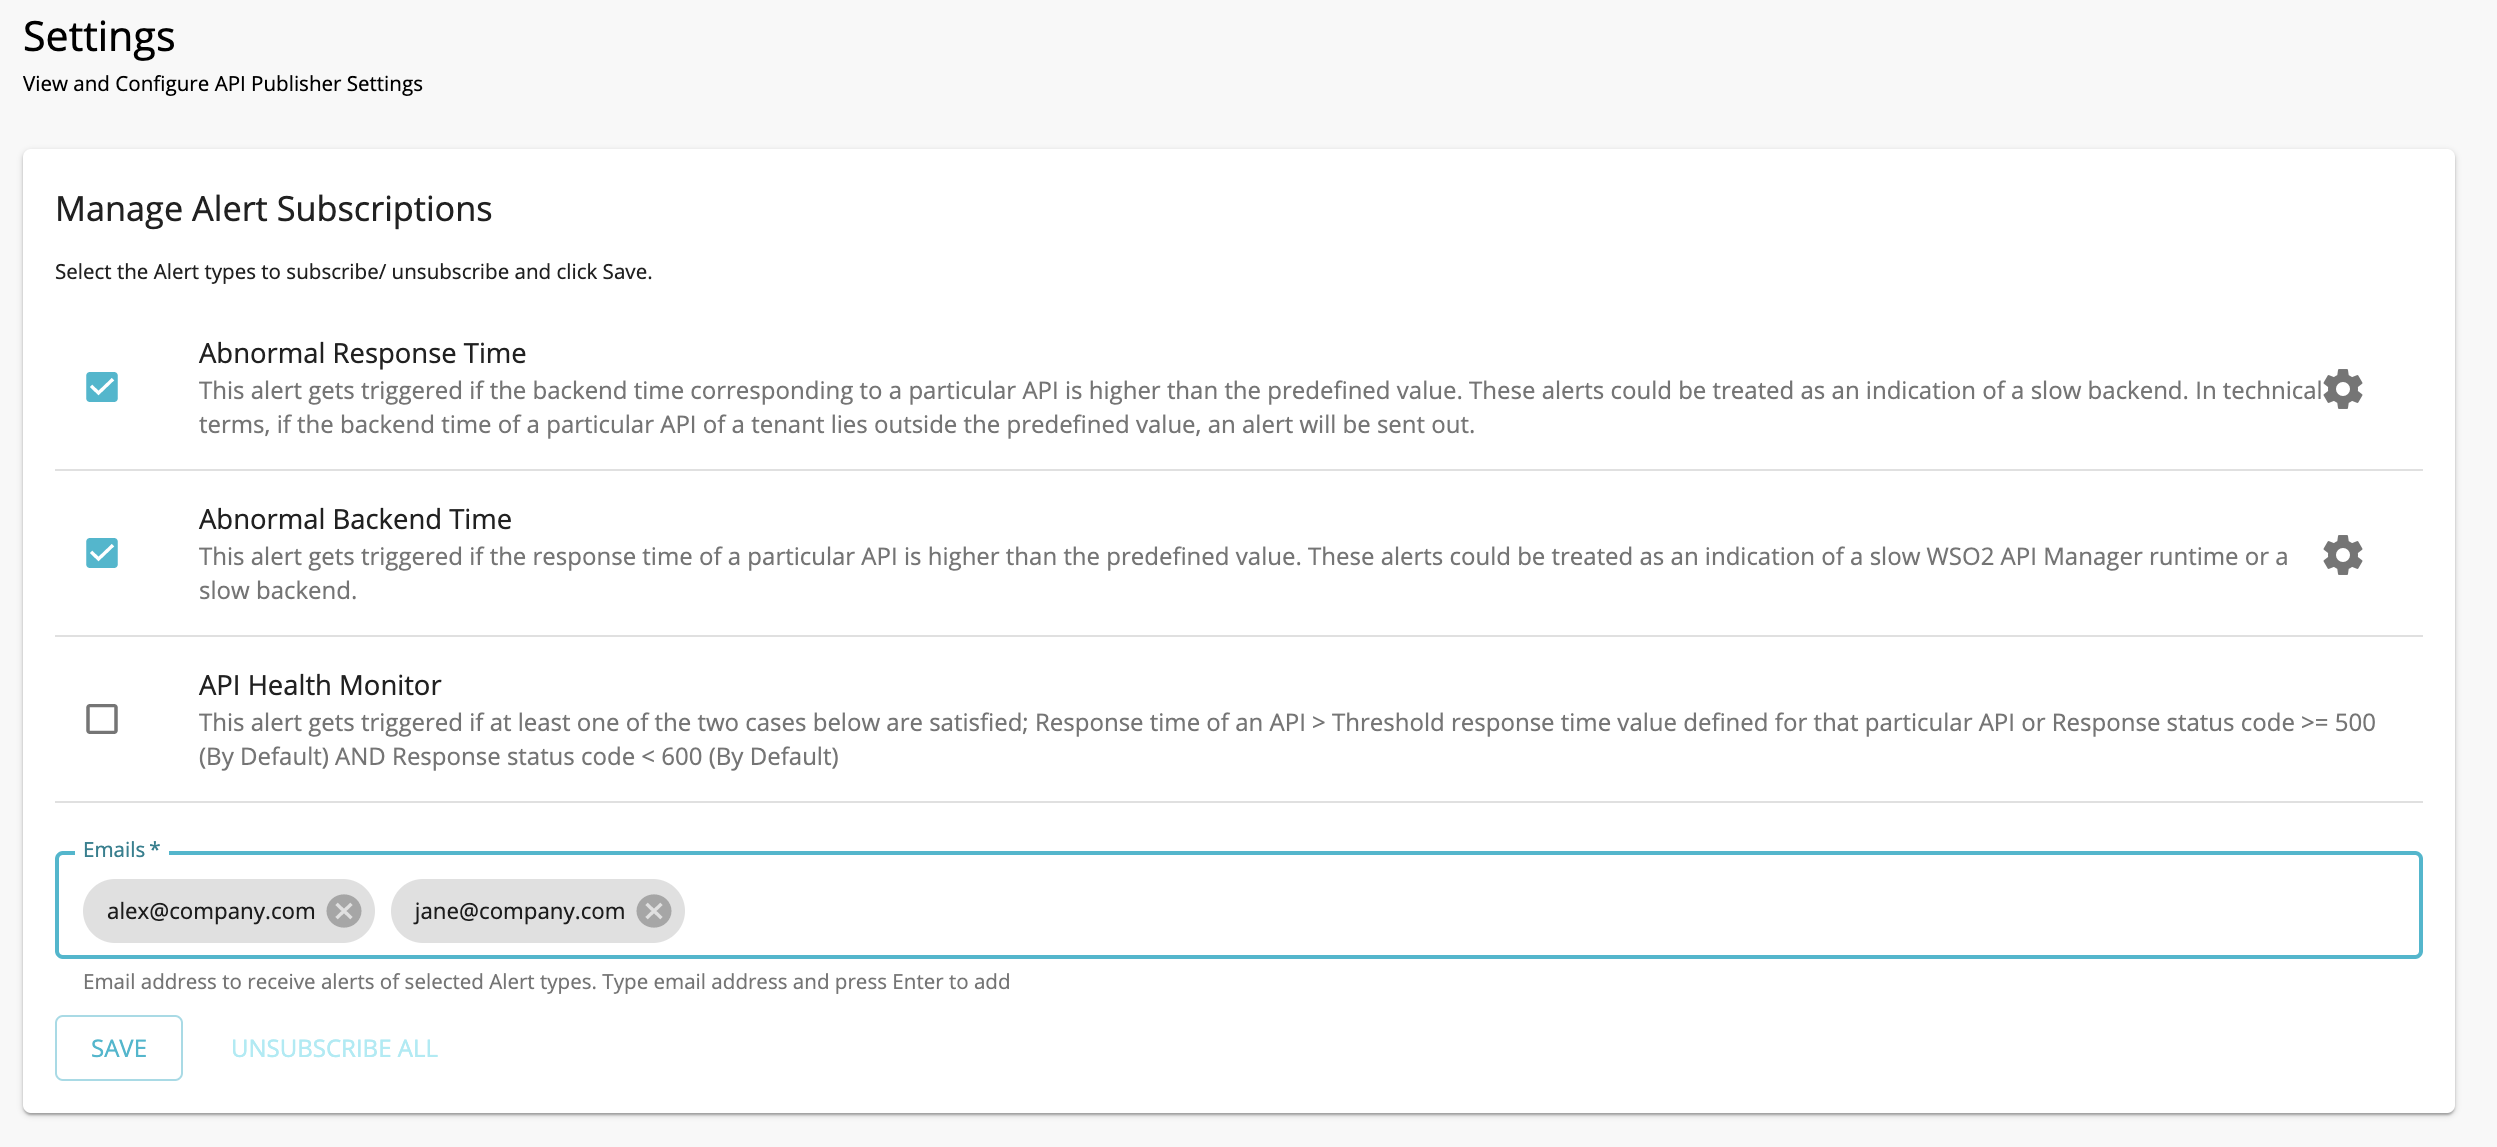 Settings
View and Configure API Publisher Settings
Manage Alert Subscriptions
Select the Alert types to subscribe/ unsubscribe and click Save.
Abnormal Response Time
This alert gets triggered if the backend time corresponding to a particular API is higher than the predefined value. These alerts could be treated as an indication of a slow backend. In technical
terms, if the backend time of a particular API of a tenant lies outside the predefined value, an alert will be sent out.
Abnormal Backend Time
This alert gets triggered if the response time of a particular API is higher than the predefined value. These alerts could be treated as an indication of a slow WSO2 API Manager runtime or a
slow backend.
API Health Monitor
This alert gets triggered if at least one of the two cases below are satisfied; Response time of an API > Threshold response time value defined for that particular API or Response status code >= 500
(By Default) AND Response status code < 600 (By Default)
Emails *
alex@company.com jane@company.com
Email address to receive alerts of selected Alert types. Type email address and press Enter to add
SAVE UNSUBSCRIBE ALL